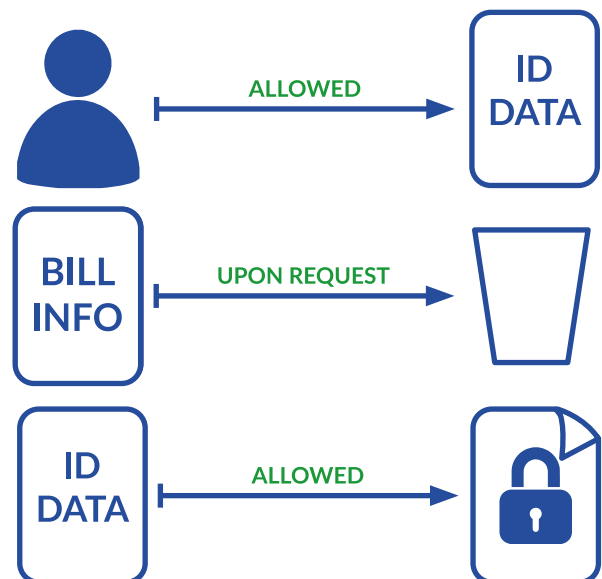 ALLOWED
ID
DATA
BILL
INFO
UPON REQUEST
ID
DATA
ALLOWED